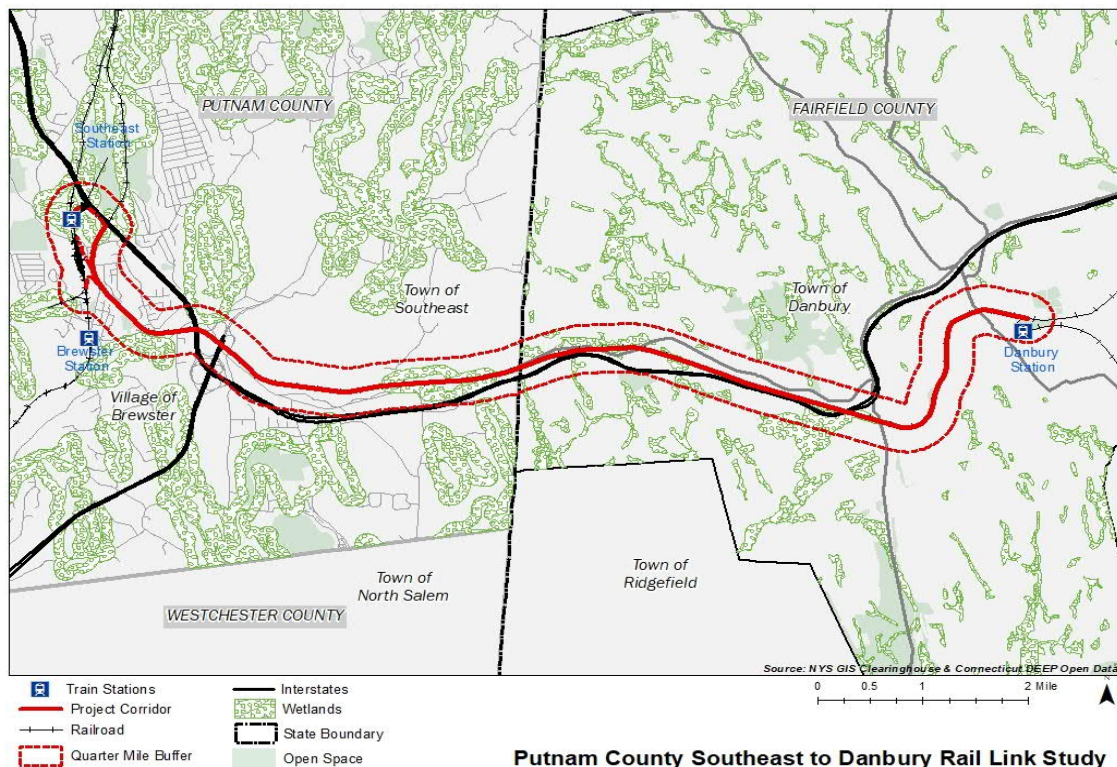 PUTNAM COUNTY
FAIRFIELD COUNTY
Southeast
Station
Town of
Southeast
Town of
Danbury
Brewster
Station
Danbury
Station
Village of
Brewster
Town of
North Salem
Town of
Ridgefield
WESTCHESTER COUNTY
Source: NYS GIS Clearinghouse & Connecticut DEEP Open Data
Train Stations
Project Corridor
Railroad
Quarter Mile Buffer
Interstates
Wetlands
State Boundary
Open Space
0 0.5 1 2 Mile
Putnam County Southeast to Danbury Rail Link Study